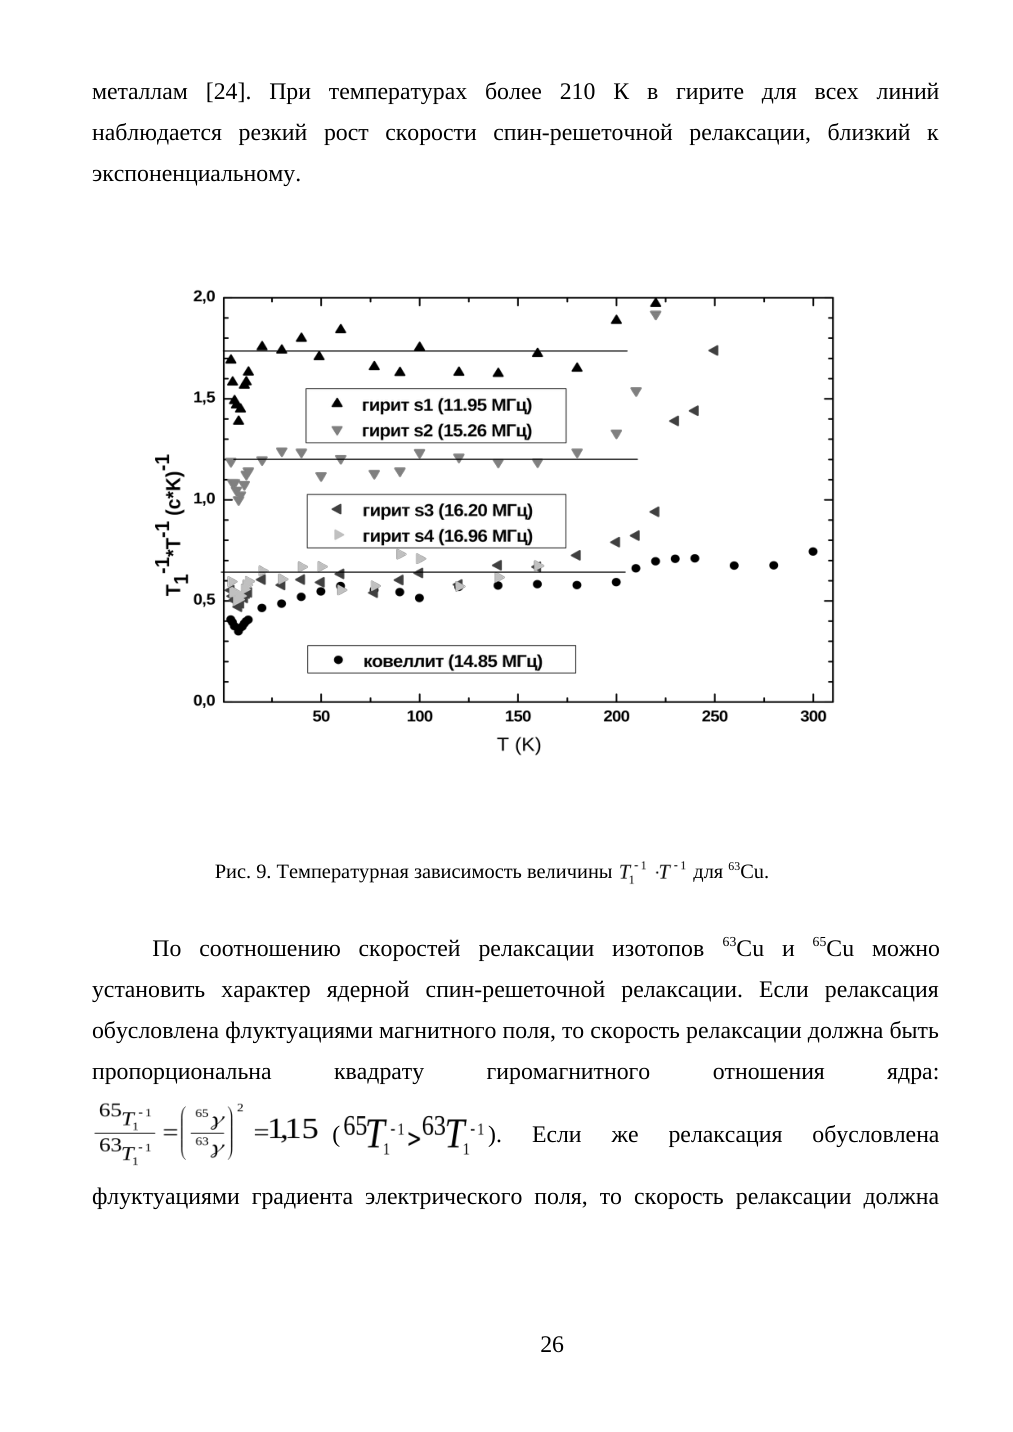 металлам [24]. При температурах более 210 К в гирите для всех линий
наблюдается резкий рост скорости спин-решеточной релаксации, близкий к
экспоненциальному.
2,0
1,5
1,0
0,5
0,0
T₁⁻¹*T⁻¹ (с*K)⁻¹
гирит s1 (11.95 МГц)
гирит s2 (15.26 МГц)
гирит s3 (16.20 МГц)
гирит s4 (16.96 МГц)
ковеллит (14.85 МГц)
50 100 150 200 250 300
T (K)
Рис. 9. Температурная зависимость величины T₁⁻¹ ·T⁻¹ для ⁶³Cu.
По соотношению скоростей релаксации изотопов ⁶³Cu и ⁶⁵Cu можно
установить характер ядерной спин-решеточной релаксации. Если релаксация
обусловлена флуктуациями магнитного поля, то скорость релаксации должна быть
пропорциональна квадрату гиромагнитного отношения ядра:
65T₁⁻¹/63T₁⁻¹ = (⁶⁵γ/⁶³γ)² =1,15 (⁶⁵T₁⁻¹>⁶³T₁⁻¹). Если же релаксация обусловлена
флуктуациями градиента электрического поля, то скорость релаксации должна
26